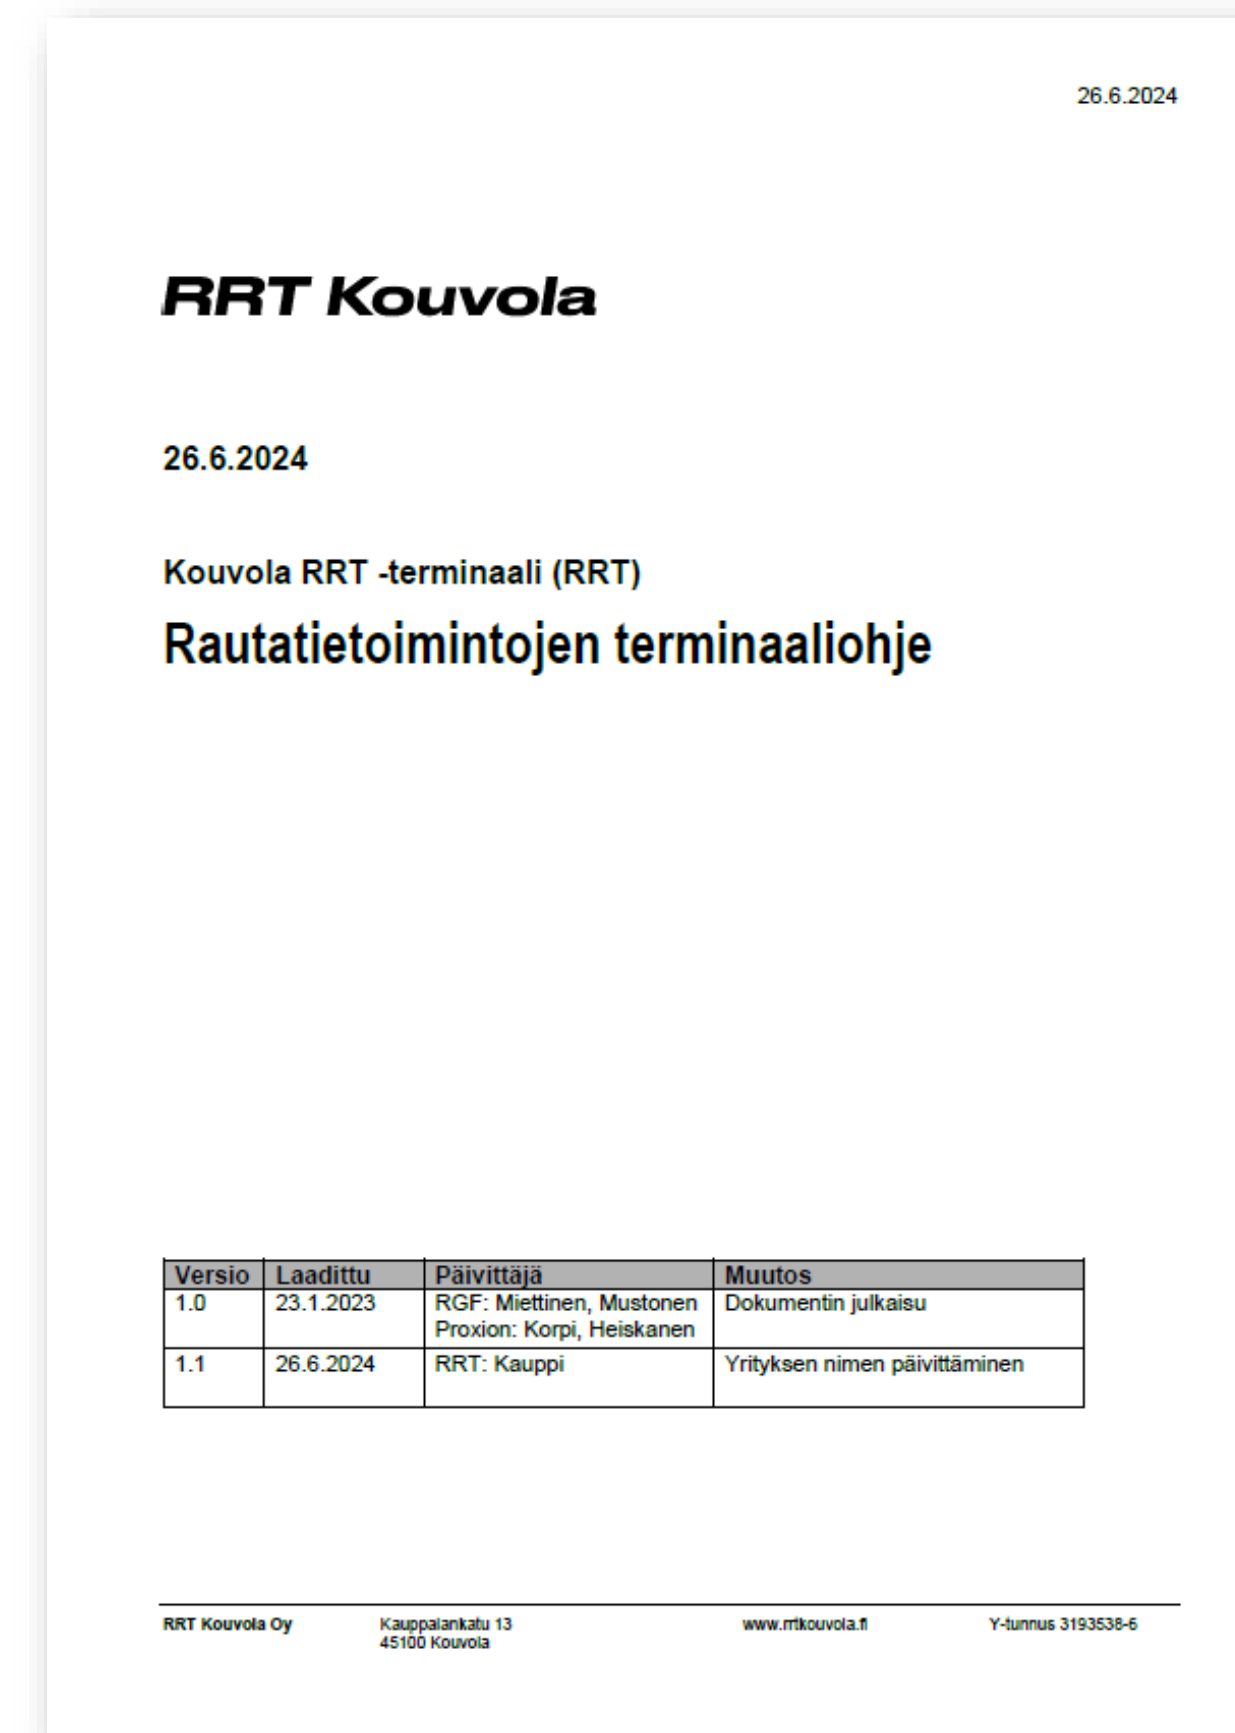 26.6.2024
RRT Kouvola
26.6.2024
Kouvola RRT -terminaali (RRT)
Rautatietoimintojen terminaaliohje
Versio Laadittu Päivittäjä Muutos
1.0 23.1.2023 RGF: Miettinen, Mustonen Dokumentin julkaisu
Proxion: Korpi, Heiskanen
1.1 26.6.2024 RRT: Kauppi Yrityksen nimen päivittäminen
RRT Kouvola Oy Kauppalankatu 13 www.rrtkouvola.fi Y-tunnus 3193538-6
45100 Kouvola